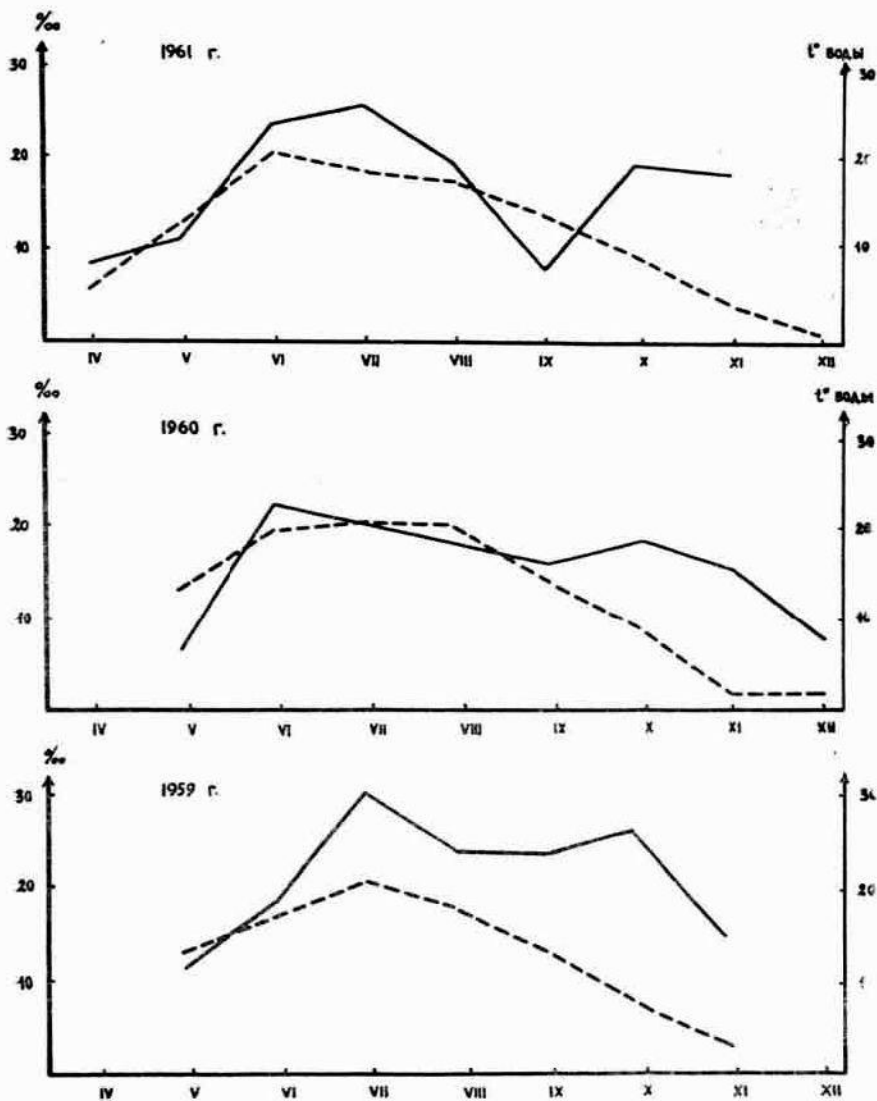 ‰ 1961 г. t° воды
30 30
20
10 10
IV V VI VII VIII IX X XI XII
‰ 1960 г. t° воды
30 30
20
10
IV V VI VII VIII IX X XI XII
‰ 1959 г.
30
20 20
10
IV V VI VII VIII IX X XI XII